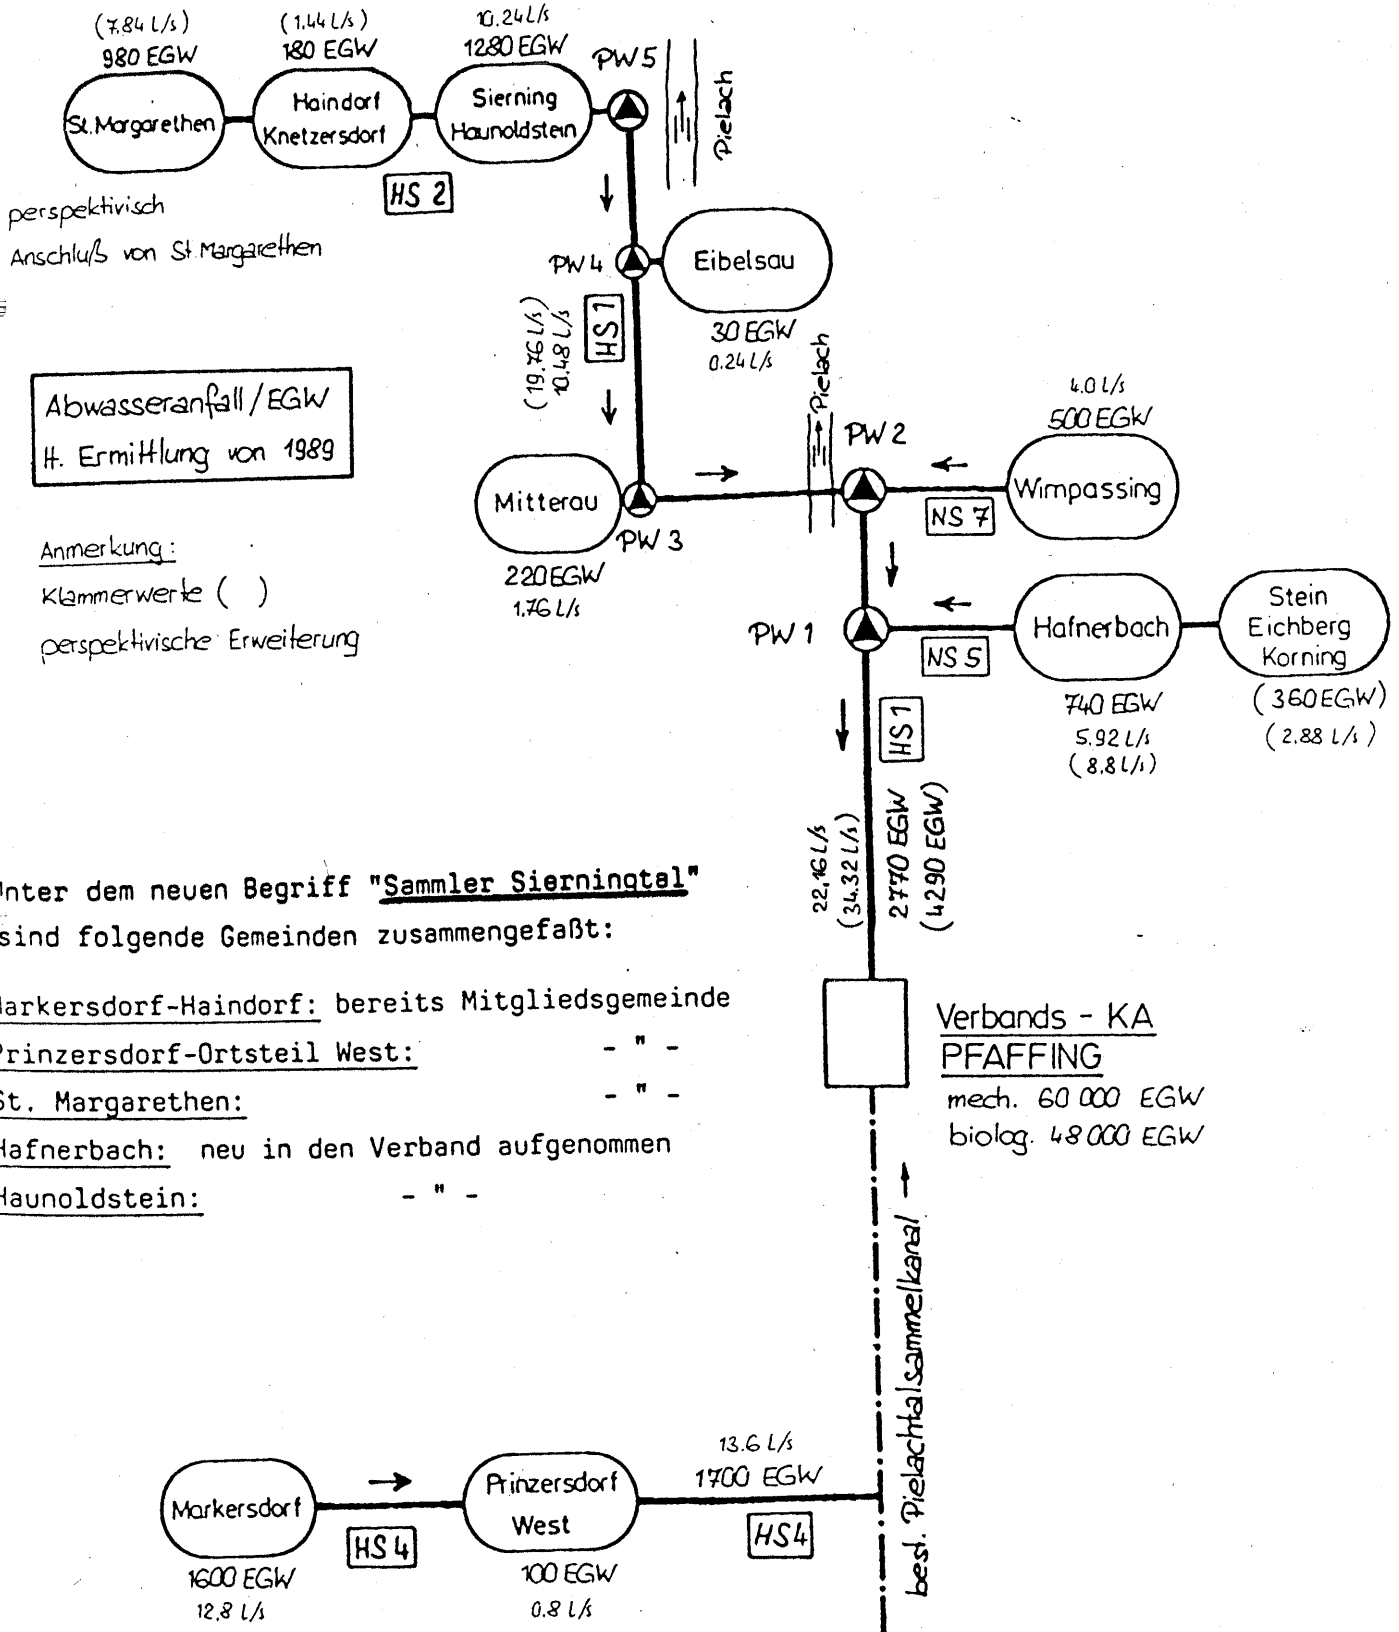 (7.84 l/s)
980 EGW
St. Margarethen
(1.44 l/s)
180 EGW
Haindorf
Knetzersdorf
10.24 l/s
1280 EGW
Sierning
Haunoldstein
PW 5
Pielach
HS 2
perspektivisch
Anschluß von St. Margarethen
PW 4
Eibelsau
30 EGW
0.24 l/s
HS 1
(19.76 l/s)
10.48 l/s
Abwasseranfall/EGW
lt. Ermittlung von 1989
Anmerkung:
Klammerwerte ( )
perspektivische Erweiterung
Mitterau
220 EGW
1.76 l/s
PW 3
Pielach
PW 2
4.0 l/s
500 EGW
Wimpassing
NS 7
PW 1
NS 5
Hafnerbach
740 EGW
5.92 l/s
(8.8 l/s)
Stein
Eichberg
Korning
(360 EGW)
(2.88 l/s)
HS 1
22.16 l/s
(34.32 l/s)
2770 EGW
(4290 EGW)
Unter dem neuen Begriff "Sammler Sierningtal"
sind folgende Gemeinden zusammengefaßt:
Markersdorf-Haindorf: bereits Mitgliedsgemeinde
Prinzersdorf-Ortsteil West: - " -
St. Margarethen: - " -
Hafnerbach: neu in den Verband aufgenommen
Haunoldstein: - " -
Verbands - KA
PFAFFING
mech. 60 000 EGW
biolog. 48 000 EGW
best. Pielachtalsammelkanal
Markersdorf
1600 EGW
12.8 l/s
HS 4
Prinzersdorf
West
100 EGW
0.8 l/s
13.6 l/s
1700 EGW
HS4